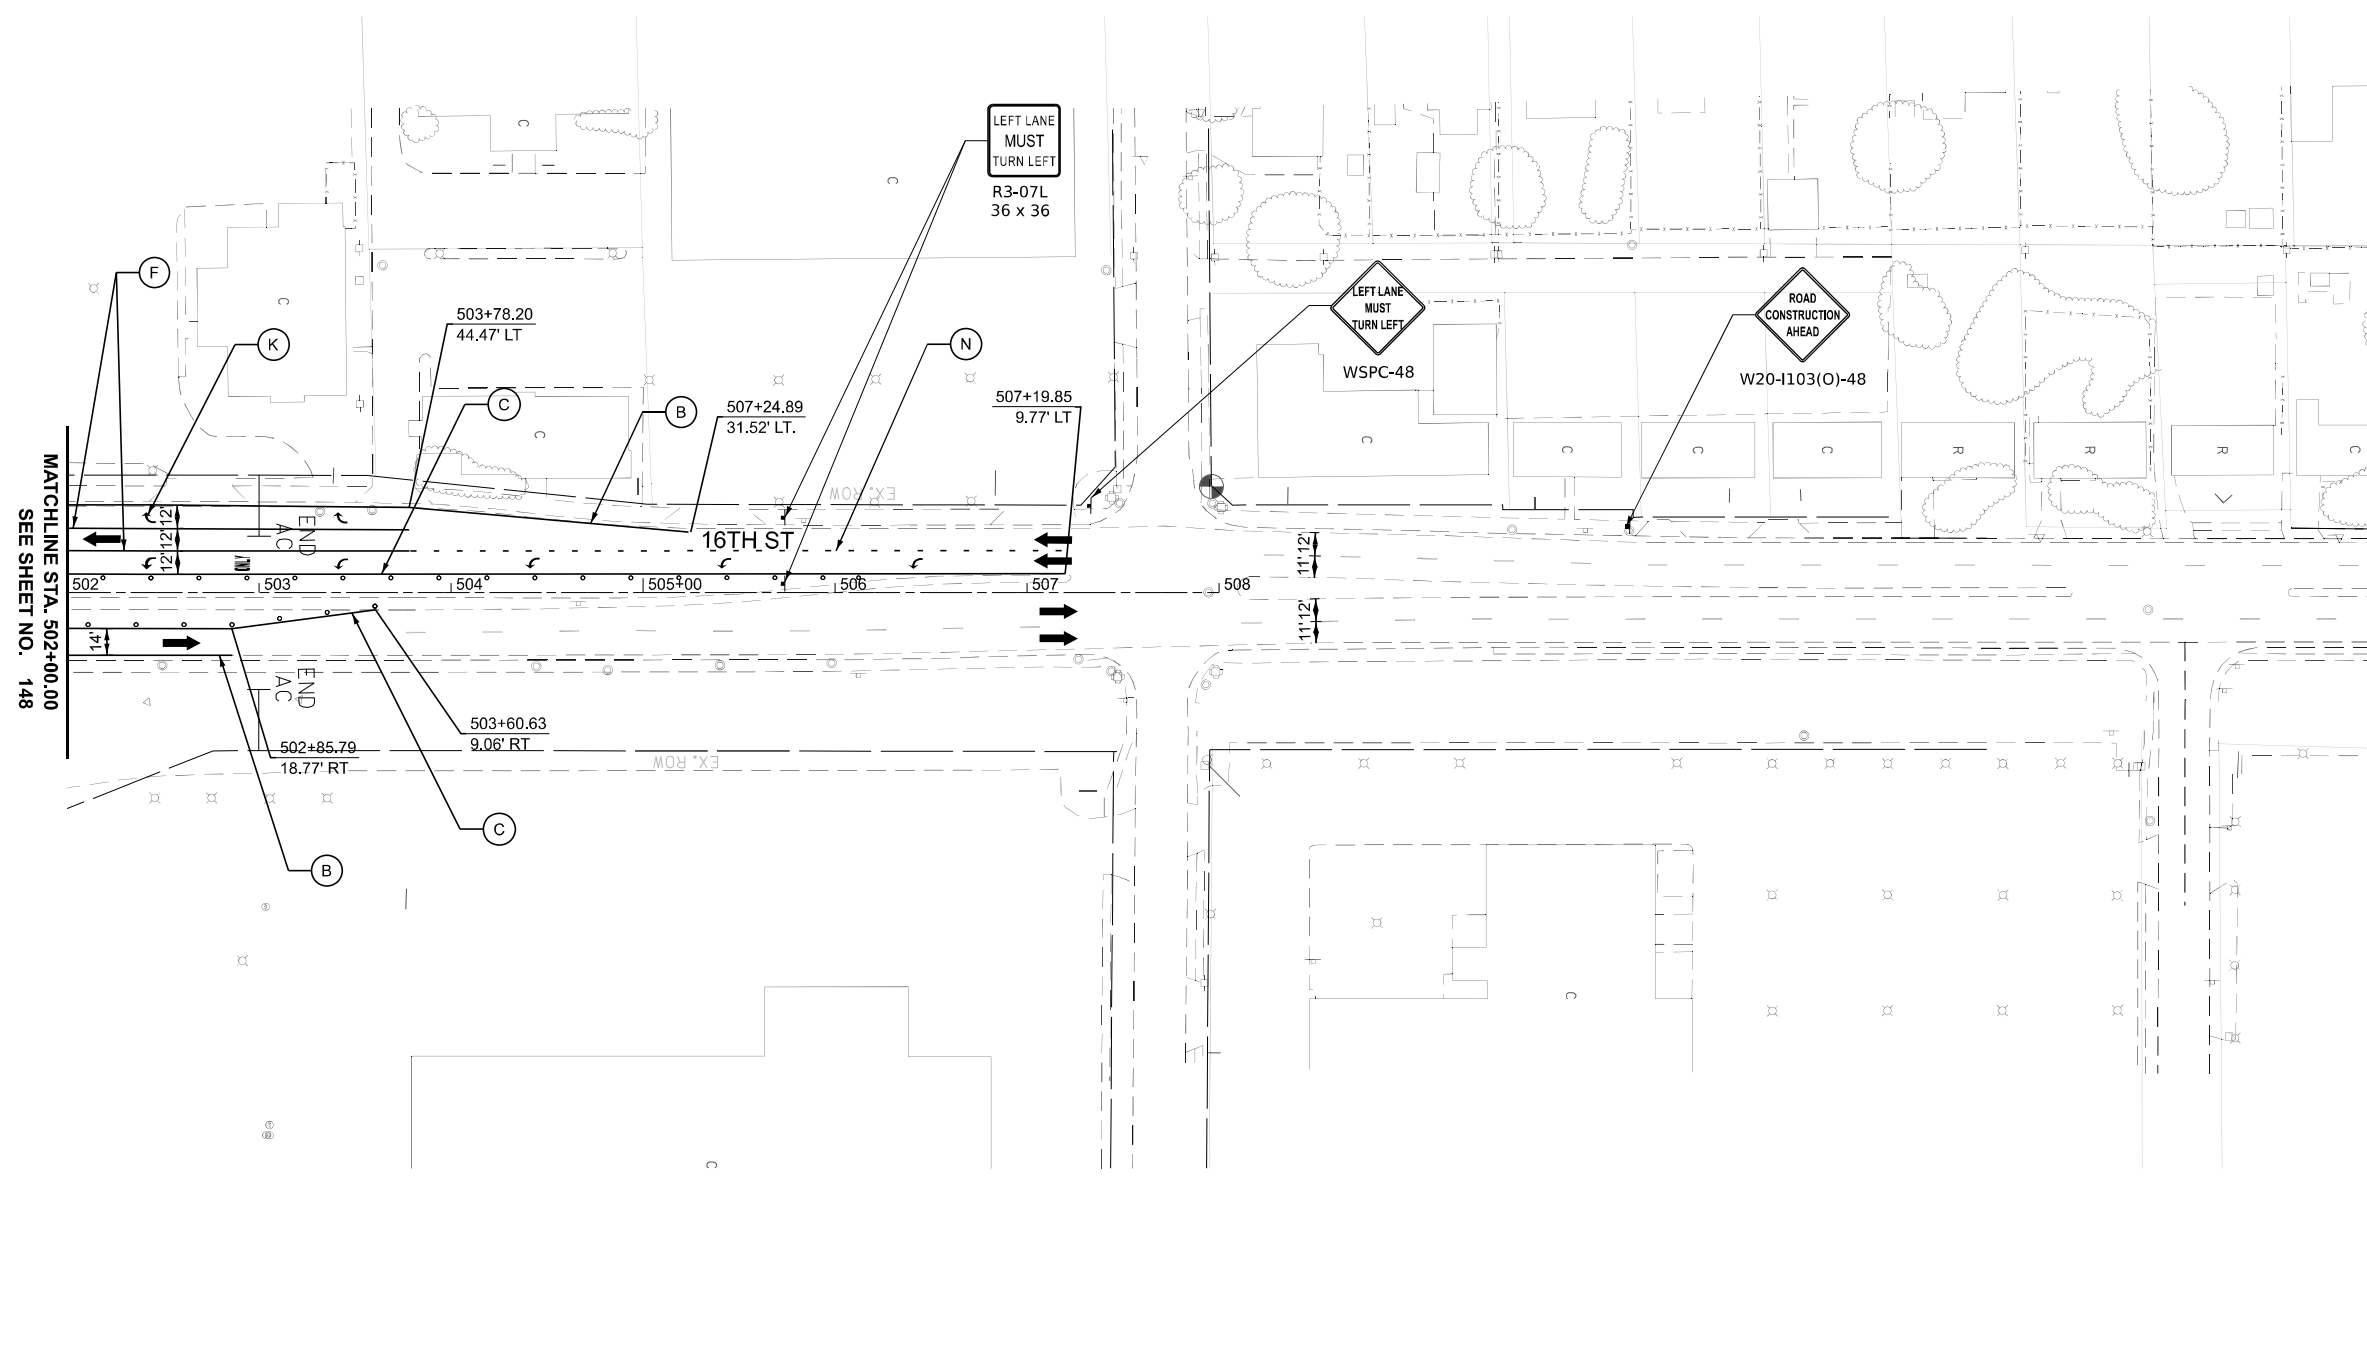 LEFT LANE
MUST
TURN LEFT
R3-07L
36 x 36
C
C
F
K
C
503+78.20
44.47' LT
N
LEFT LANE
MUST
TURN LEFT
WSPC-48
ROAD
CONSTRUCTION
AHEAD
W20-I103(O)-48
C
B
507+24.89
31.52' LT.
507+19.85
9.77' LT
C
C
C
C
C
R
R
R
C
EX. ROW
MATCHLINE STA. 502+00.00
SEE SHEET NO. 148
12'
12'
12'
END
AC
16TH ST
11'
12'
502
503
504
505+00
506
507
508
11'
12'
14'
END
AC
502+85.79
18.77' RT
503+60.63
9.06' RT
EX. ROW
C
B
C
C